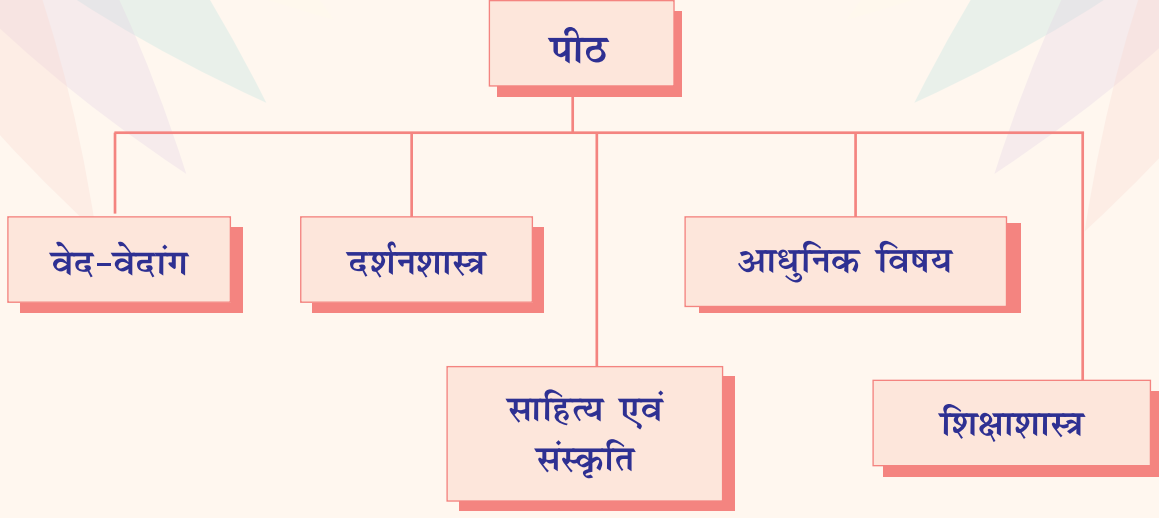 पीठ
वेद-वेदांग
दर्शनशास्त्र
साहित्य एवं
संस्कृति
आधुनिक विषय
शिक्षाशास्त्र